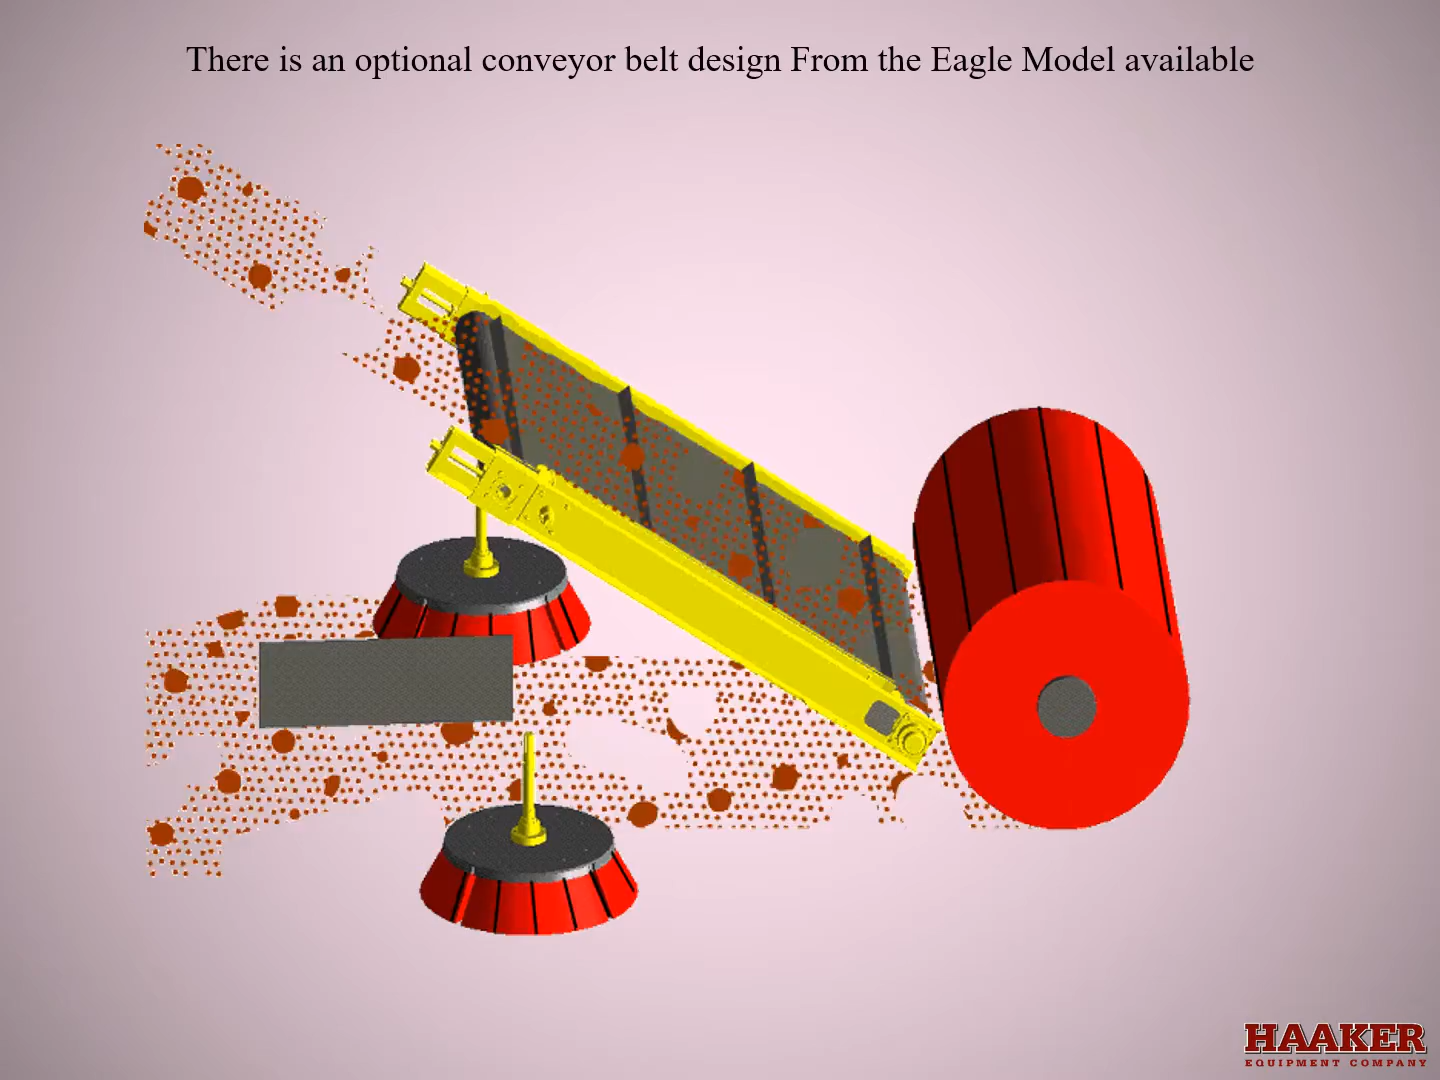 There is an optional conveyor belt design From the Eagle Model available
HAAKER
EQUIPMENT COMPANY